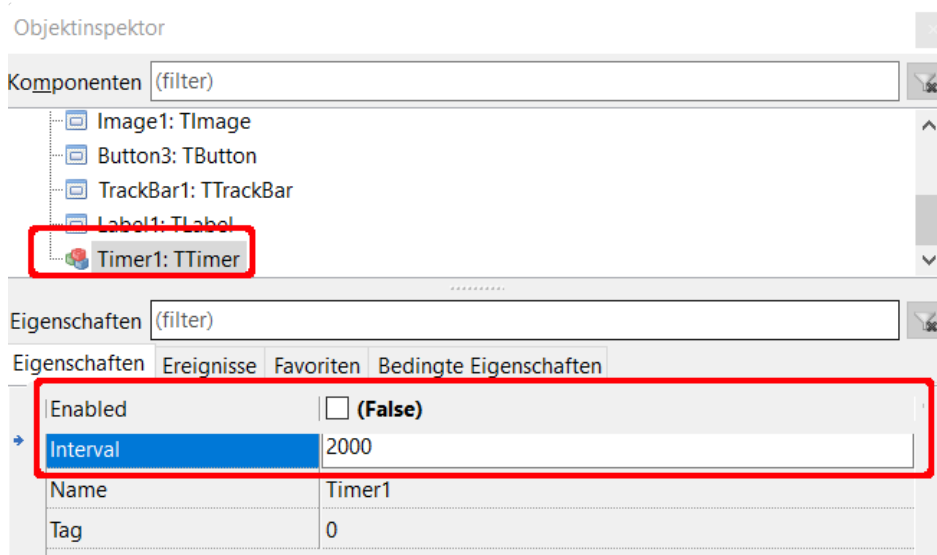 Objektinspektor
Komponenten (filter)
Image1: TImage
Button3: TButton
TrackBar1: TTrackBar
Label1: TLabel
Timer1: TTimer
Eigenschaften (filter)
Eigenschaften Ereignisse Favoriten Bedingte Eigenschaften
Enabled (False)
Interval 2000
Name Timer1
Tag 0